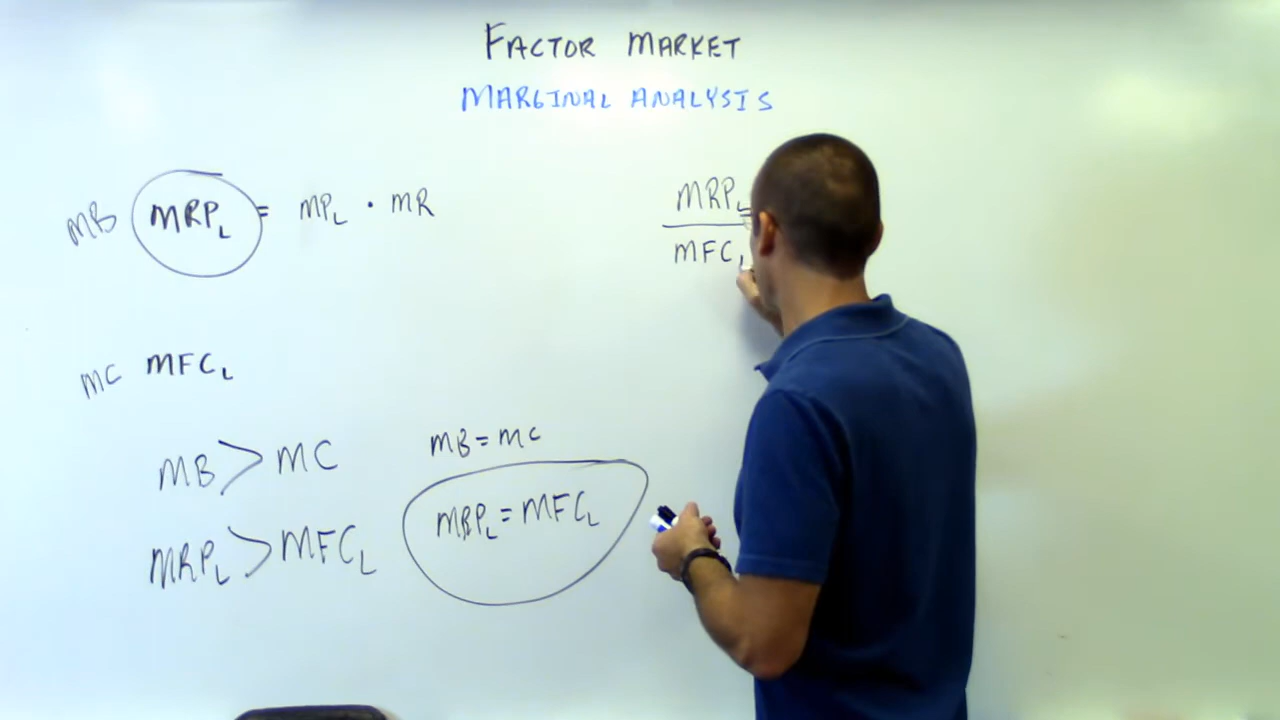 FACTOR MARKET
MARGINAL ANALYSIS
MB MRPL = MPL · MR
MRPL
MFCL
MC MFCL
MB > MC
MRPL > MFCL
MB = MC
MRPL = MFCL